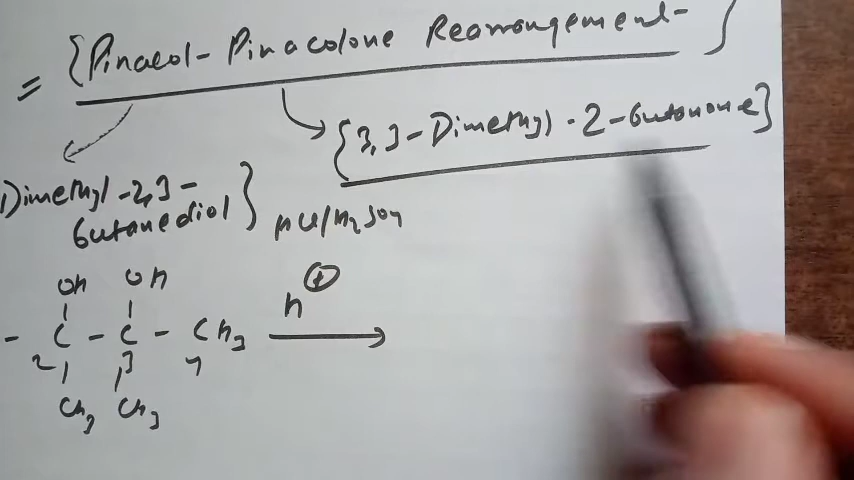 = {Pinacol - Pinacolone Rearrangement-}
{3,3-Dimethyl-2-Butanone}
Dimethyl-2,3-
Butanediol}
HCl/H2SO4
OH OH
H⊕
- C - C - CH3
2 3 4
CH3 CH3